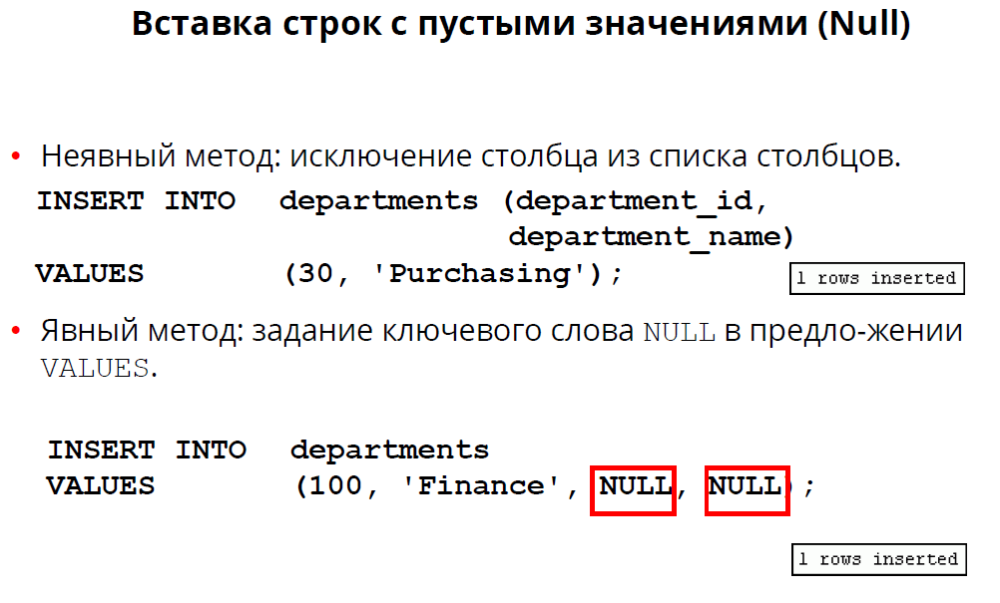 Вставка строк с пустыми значениями (Null)
• Неявный метод: исключение столбца из списка столбцов.
INSERT INTO departments (department_id,
department_name)
VALUES (30, 'Purchasing');
1 rows inserted
• Явный метод: задание ключевого слова NULL в предло-жении
VALUES.
INSERT INTO departments
VALUES (100, 'Finance', NULL, NULL);
1 rows inserted